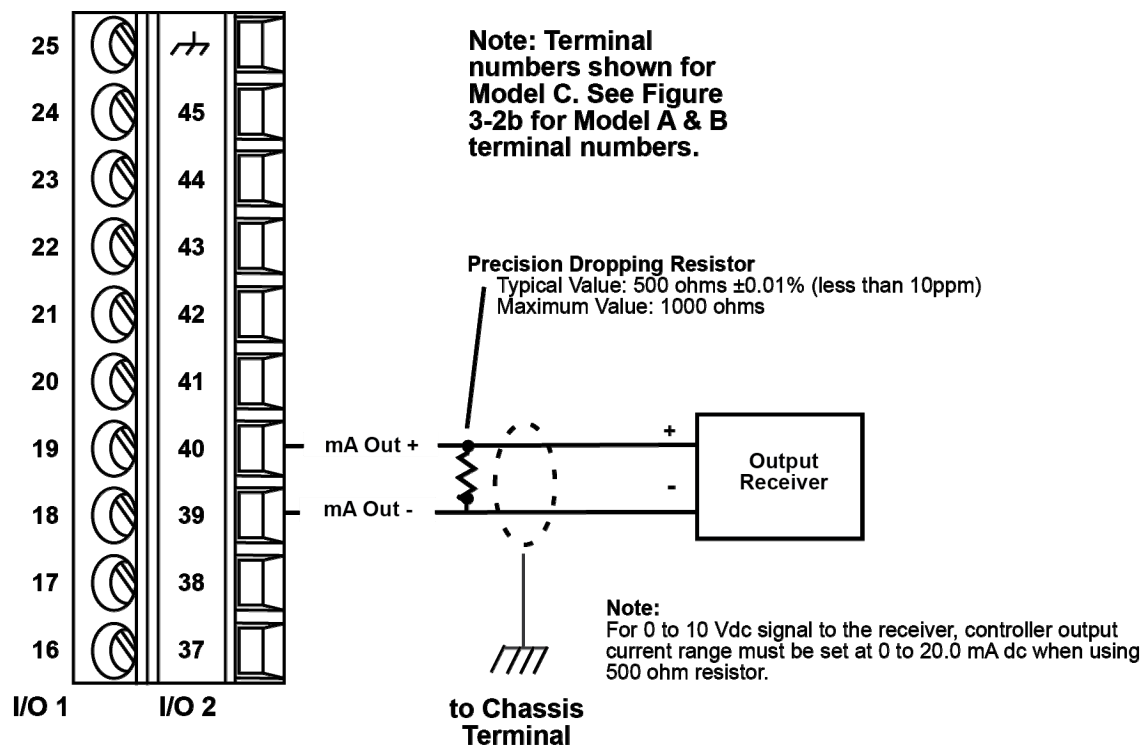 25
24
45
23
44
22
43
21
42
20
41
19
40
18
39
17
38
16
37
I/O 1
I/O 2
Note: Terminal
numbers shown for
Model C. See Figure
3-2b for Model A & B
terminal numbers.
Precision Dropping Resistor
Typical Value: 500 ohms ±0.01% (less than 10ppm)
Maximum Value: 1000 ohms
mA Out +
mA Out -
+
-
Output
Receiver
to Chassis
Terminal
Note:
For 0 to 10 Vdc signal to the receiver, controller output
current range must be set at 0 to 20.0 mA dc when using
500 ohm resistor.